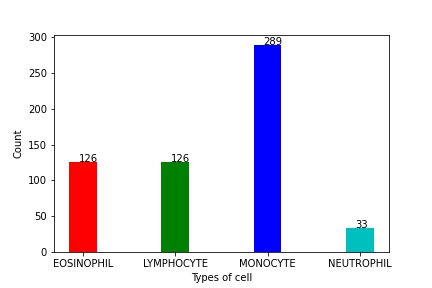 300
250
200
150
100
50
0
Count
126
126
289
33
EOSINOPHIL
LYMPHOCYTE
MONOCYTE
NEUTROPHIL
Types of cell